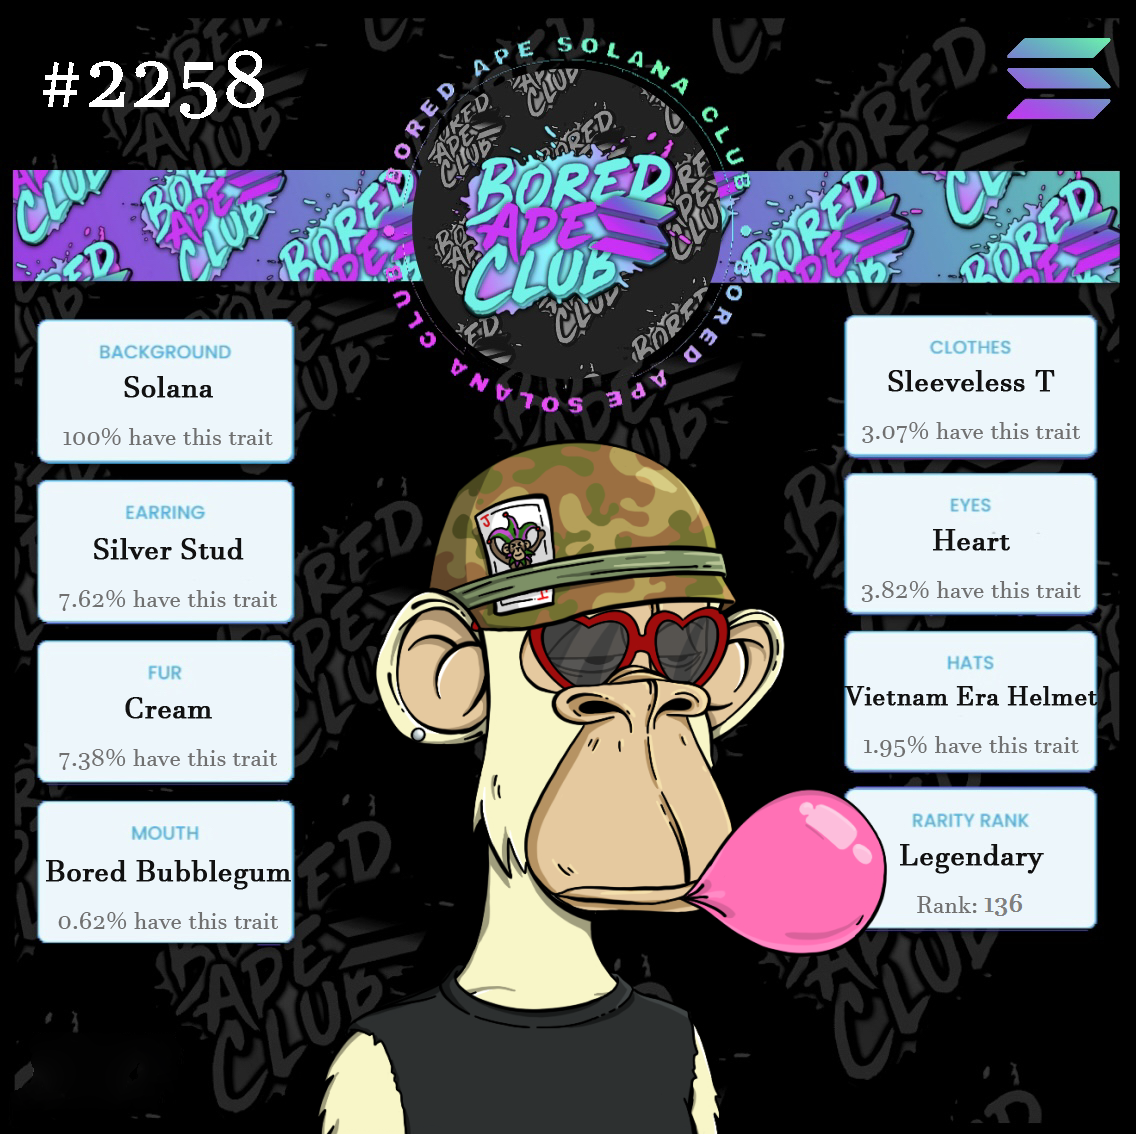 #2258
BORED APE SOLANA CLUB
BORED
APE
CLUB
BORED APE SOLANA CLUB
BACKGROUND
Solana
100% have this trait
EARRING
Silver Stud
7.62% have this trait
FUR
Cream
7.38% have this trait
MOUTH
Bored Bubblegum
0.62% have this trait
CLOTHES
Sleeveless T
3.07% have this trait
EYES
Heart
3.82% have this trait
HATS
Vietnam Era Helmet
1.95% have this trait
RARITY RANK
Legendary
Rank: 136
J
J